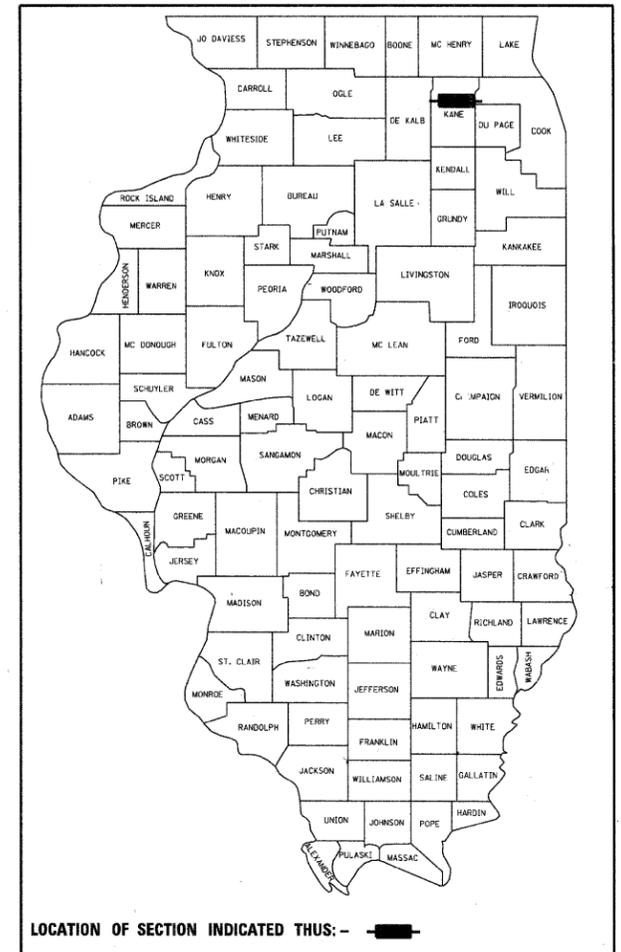 JO DAVIESS STEPHENSON WINNEBAGO BOONE MC HENRY LAKE
CARROLL OGLE DE KALB KANE DU PAGE COOK
WHITESIDE LEE
KENDALL WILL
ROCK ISLAND HENRY BUREAU LA SALLE GRUNDY
MERCER PUTNAM KANKAKEE
STARK MARSHALL
HENDERSON WARREN KNOX PEORIA WOODFORD LIVINGSTON IROQUOIS
HANCOCK MC DONOUGH FULTON TAZEWELL MC LEAN FORD
MASON
SCHUYLER LOGAN DE WITT C MPAIGN VERMILION
ADAMS BROWN CASS MENARD PIATT
MACON
MORGAN SANGAMON DOUGLAS
PIKE SCOTT CHRISTIAN MOULTRIE EDGAR
COLES
GREENE SHELBY CLARK
CALHOUN MACOUPIN MONTGOMERY CUMBERLAND
JERSEY FAYETTE EFFINGHAM JASPER CRAWFORD
MADISON BOND
CLAY RICHLAND LAWRENCE
CLINTON MARION
ST. CLAIR WAYNE EDWARDS WABASH
WASHINGTON JEFFERSON
MONROE
RANDOLPH PERRY HAMILTON WHITE
FRANKLIN
JACKSON WILLIAMSON SALINE GALLATIN
UNION JOHNSON POPE HARDIN
ALEXANDER PULASKI MASSAC
LOCATION OF SECTION INDICATED THUS:-